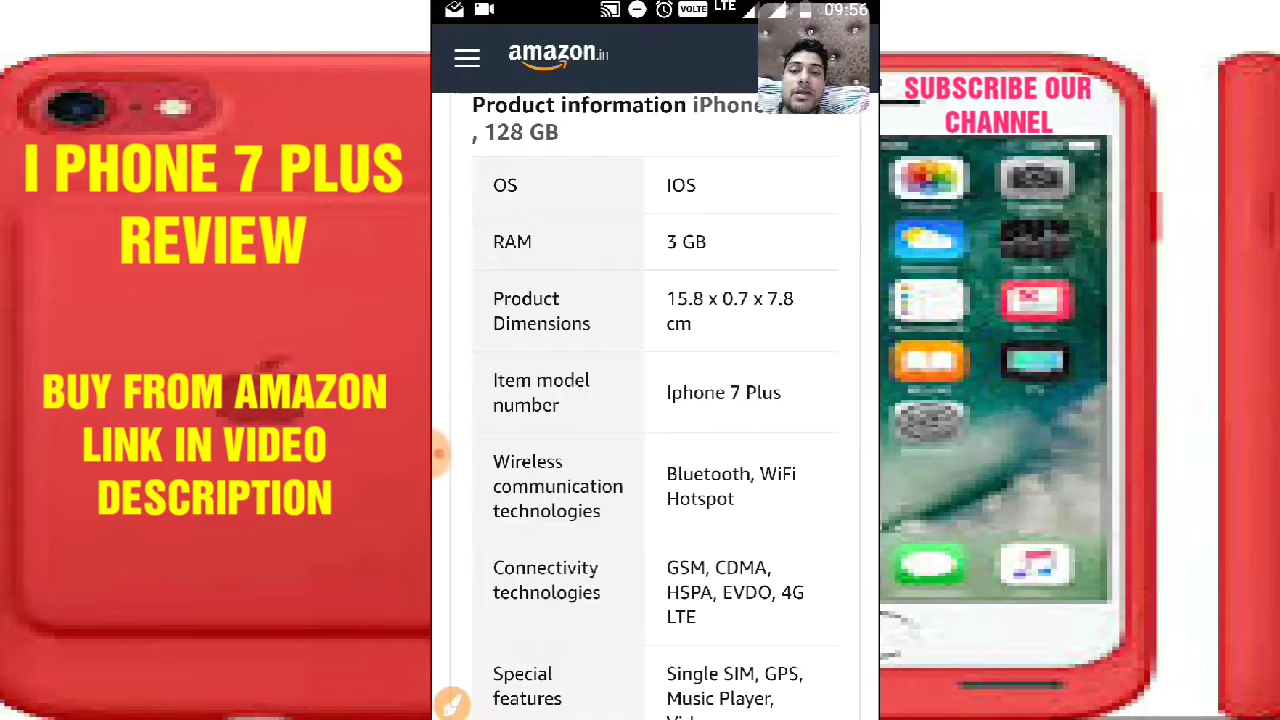 VOLTE LTE 09:56
amazon.in
Product information iPhone
, 128 GB
OS IOS
RAM 3 GB
Product Dimensions 15.8 x 0.7 x 7.8 cm
Item model number Iphone 7 Plus
Wireless communication technologies Bluetooth, WiFi Hotspot
Connectivity technologies GSM, CDMA, HSPA, EVDO, 4G LTE
Special features Single SIM, GPS, Music Player,
I PHONE 7 PLUS
REVIEW
BUY FROM AMAZON
LINK IN VIDEO
DESCRIPTION
SUBSCRIBE OUR
CHANNEL